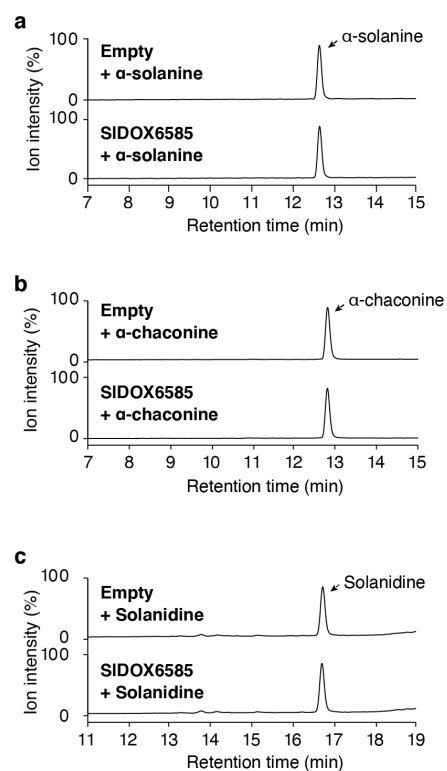 a
Ion intensity (%)
100
0
Empty
+ α-solanine
α-solanine
100
0
SlDOX6585
+ α-solanine
7 8 9 10 11 12 13 14 15
Retention time (min)
b
Ion intensity (%)
100
0
Empty
+ α-chaconine
α-chaconine
100
0
SlDOX6585
+ α-chaconine
7 8 9 10 11 12 13 14 15
Retention time (min)
c
Ion intensity (%)
100
0
Empty
+ Solanidine
Solanidine
100
0
SlDOX6585
+ Solanidine
11 12 13 14 15 16 17 18 19
Retention time (min)